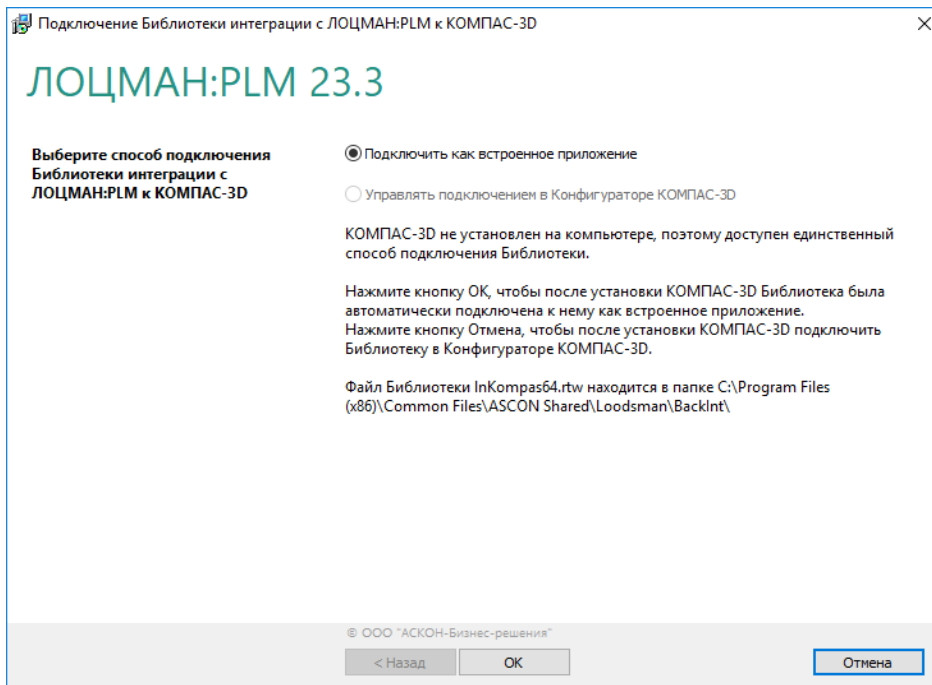 Подключение Библиотеки интеграции с ЛОЦМАН:PLM к КОМПАС-3D
ЛОЦМАН:PLM 23.3
Выберите способ подключения
Библиотеки интеграции с
ЛОЦМАН:PLM к КОМПАС-3D
Подключить как встроенное приложение
Управлять подключением в Конфигураторе КОМПАС-3D
КОМПАС-3D не установлен на компьютере, поэтому доступен единственный
способ подключения Библиотеки.
Нажмите кнопку ОК, чтобы после установки КОМПАС-3D Библиотека была
автоматически подключена к нему как встроенное приложение.
Нажмите кнопку Отмена, чтобы после установки КОМПАС-3D подключить
Библиотеку в Конфигураторе КОМПАС-3D.
Файл Библиотеки InKompas64.rtw находится в папке C:\Program Files
(x86)\Common Files\ASCON Shared\Loodsman\BackInt\
© ООО "АСКОН-Бизнес-решения"
< Назад
ОК
Отмена